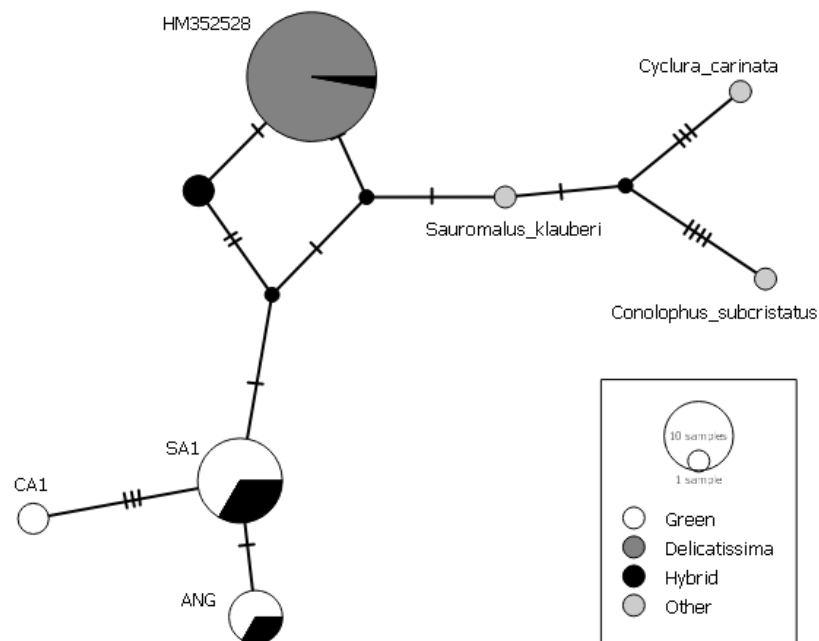 HM352528
Cyclura_carinata
Sauromalus_klauberi
Conolophus_subcristatus
SA1
CA1
ANG
10 samples
1 sample
Green
Delicatissima
Hybrid
Other